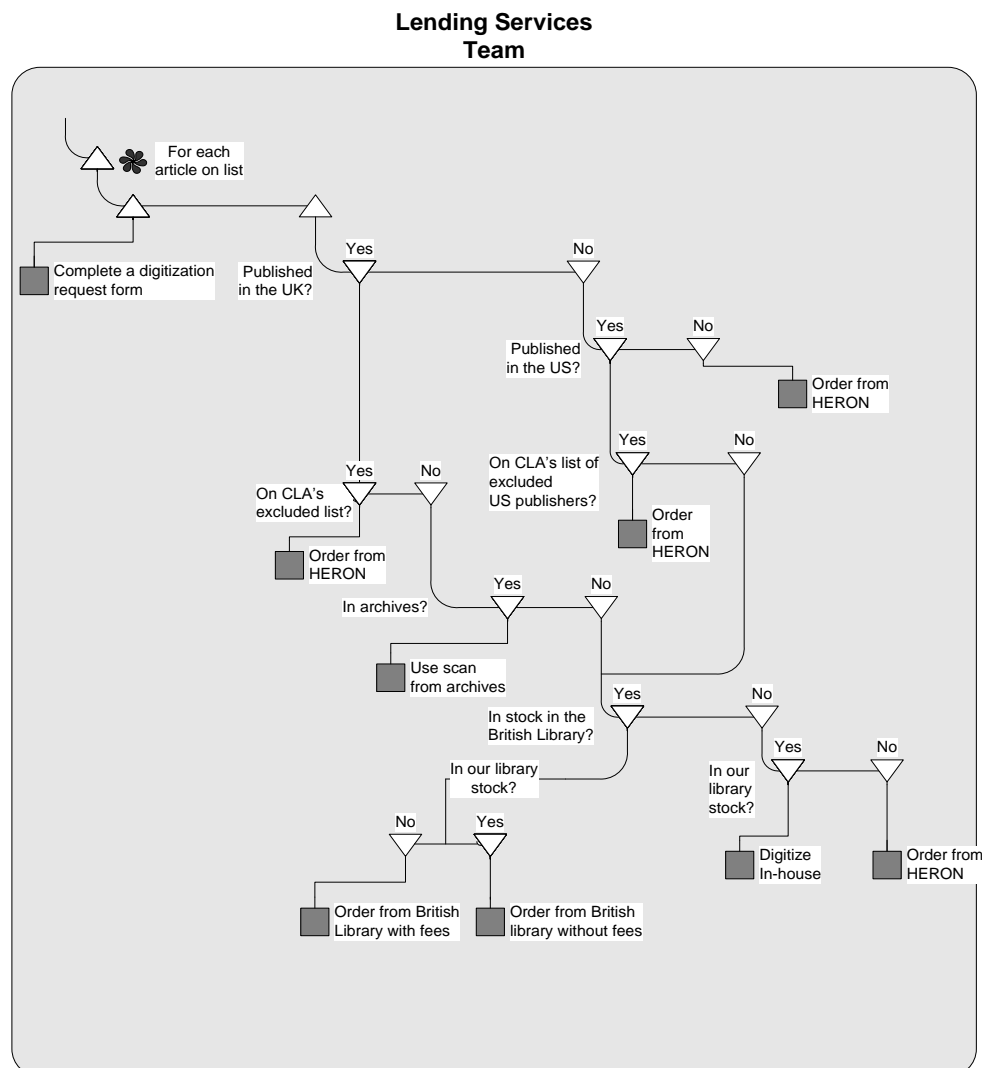 Lending Services
Team
For each
article on list
Complete a digitization
request form
Published
in the UK?
Yes
No
Published
in the US?
Yes
No
Order from
HERON
On CLA's list of
excluded
US publishers?
Yes
No
Order
from
HERON
On CLA's
excluded list?
Yes
No
Order from
HERON
In archives?
Yes
No
Use scan
from archives
In stock in the
British Library?
Yes
No
In our library
stock?
No
Yes
Order from British
Library with fees
Order from British
library without fees
In our
library
stock?
Yes
No
Digitize
In-house
Order from
HERON